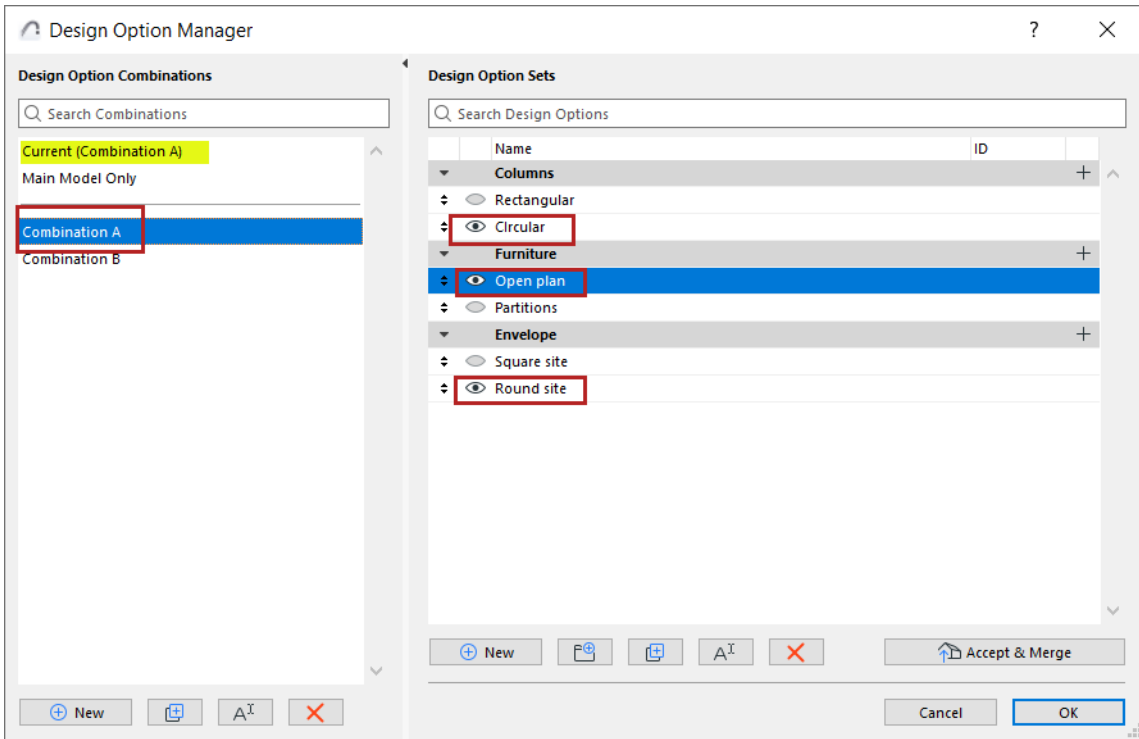 Design Option Manager
?
Design Option Combinations
Search Combinations
Current (Combination A)
Main Model Only
Combination A
Combination B
New
Design Option Sets
Search Design Options
Name ID
Columns
Rectangular
CIrcular
Furniture
Open plan
Partitions
Envelope
Square site
Round site
New
Accept & Merge
Cancel
OK